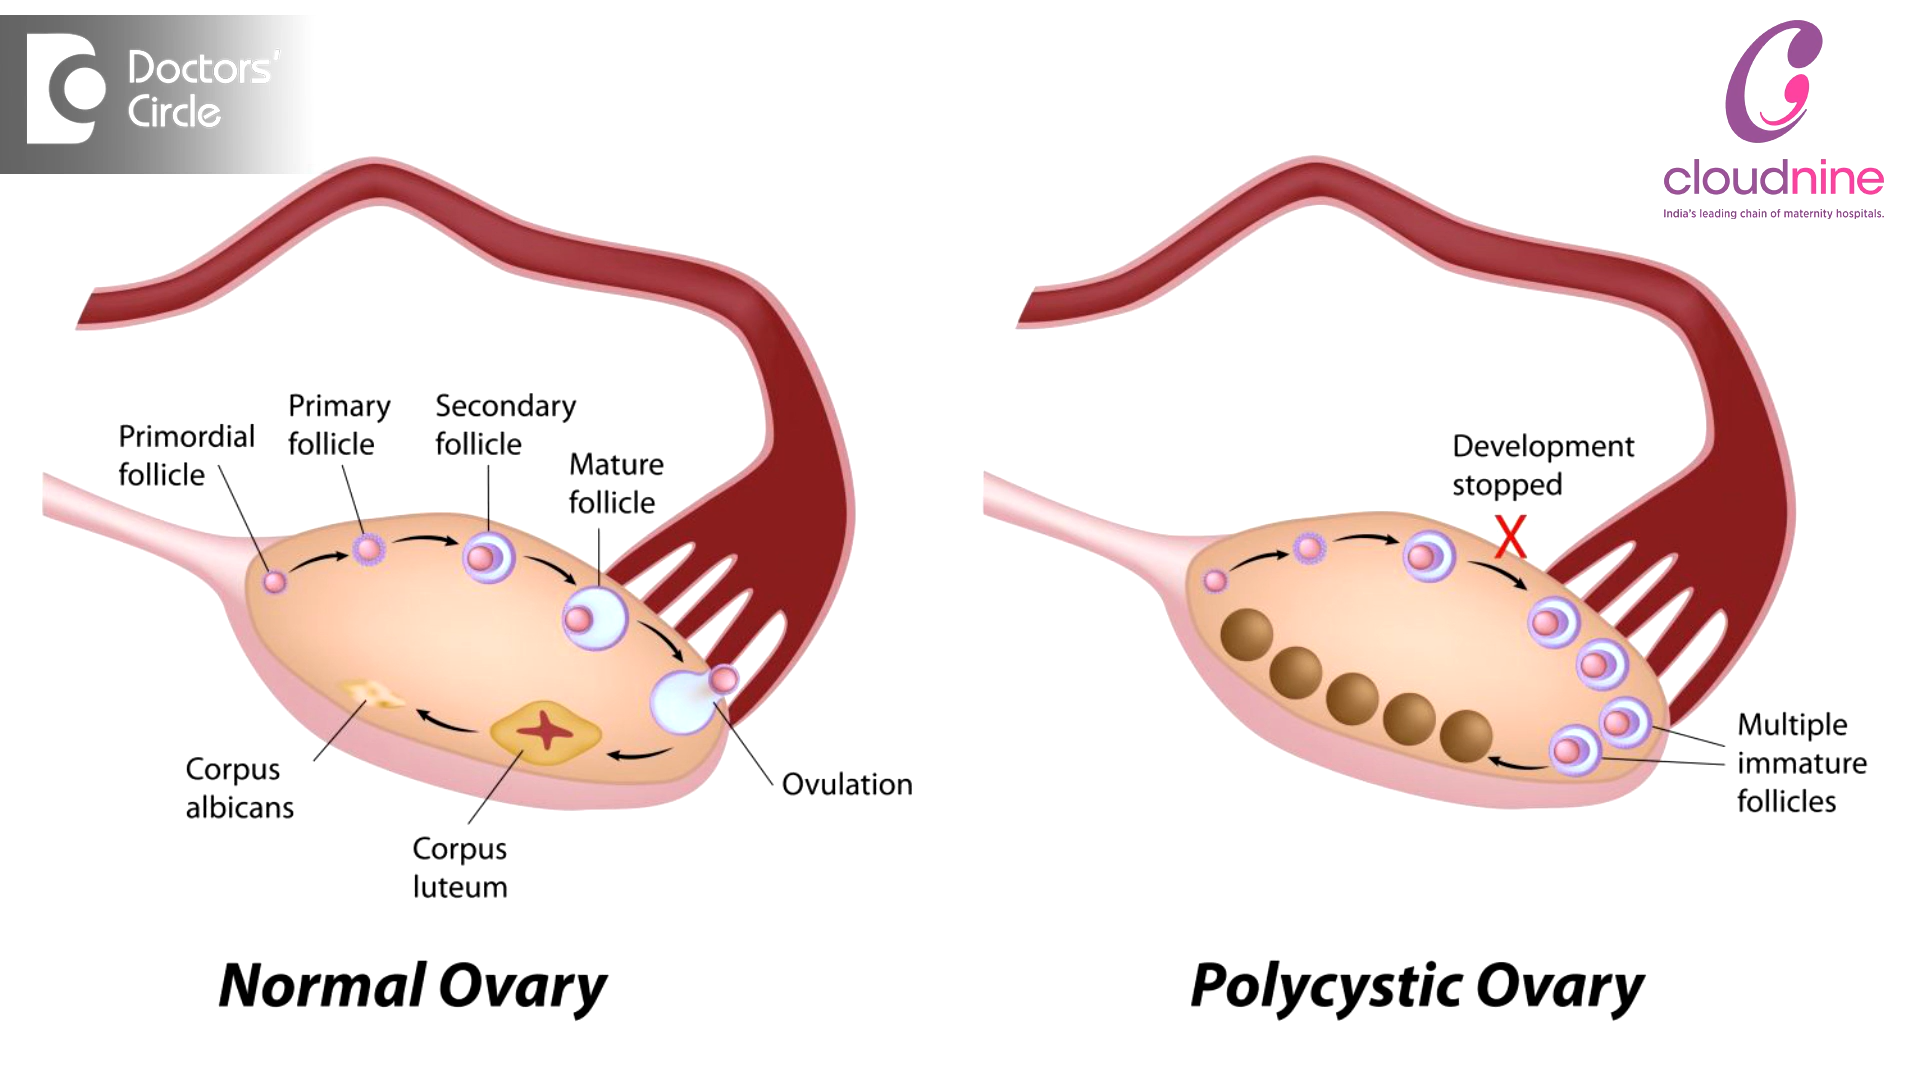 Doctors'
Circle
cloudnine
India's leading chain of maternity hospitals.
Primordial
follicle
Primary
follicle
Secondary
follicle
Mature
follicle
Corpus
albicans
Corpus
luteum
Ovulation
Normal Ovary
Development
stopped
X
Multiple
immature
follicles
Polycystic Ovary